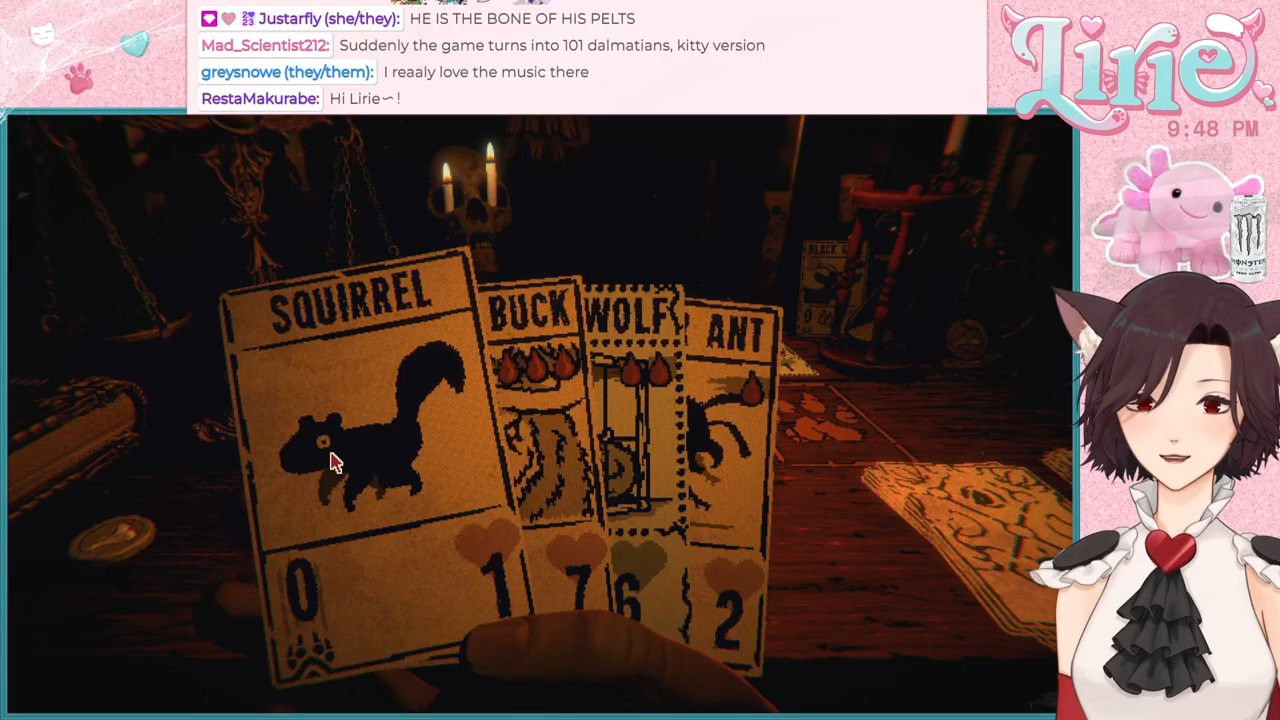 Justarfly (she/they): HE IS THE BONE OF HIS PELTS
Mad_Scientist212: Suddenly the game turns into 101 dalmatians, kitty version
greysnowe (they/them): I reaaly love the music there
RestaMakurabe: Hi Lirie∽ !
Lirie
9:48 PM
SQUIRREL
BUCK
WOLF
ANT
0
1
7
6
2
MONSTER